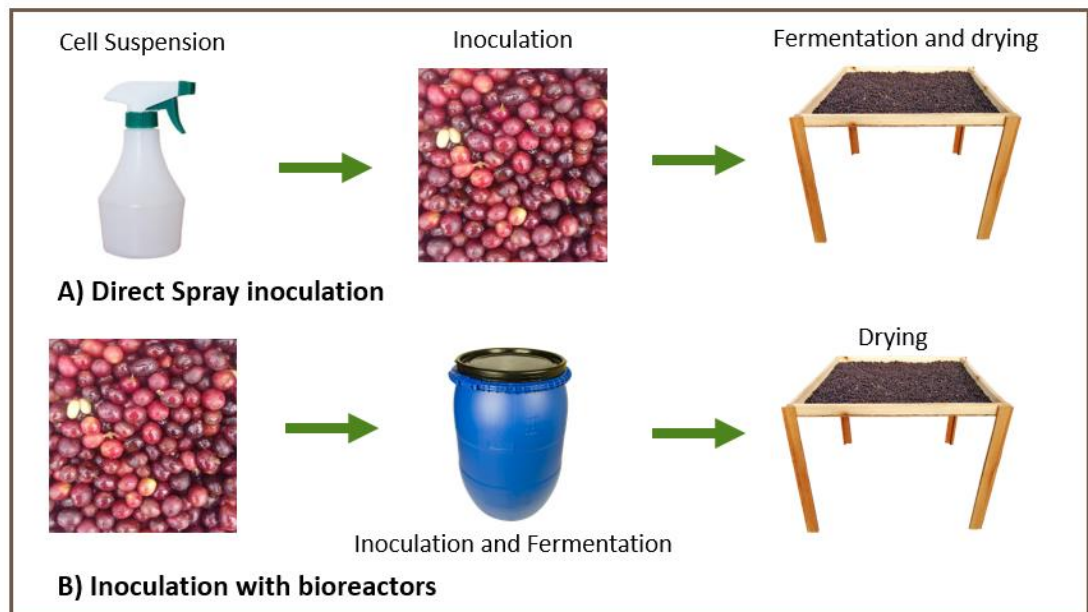 Cell Suspension
Inoculation
Fermentation and drying
A) Direct Spray inoculation
Drying
Inoculation and Fermentation
B) Inoculation with bioreactors